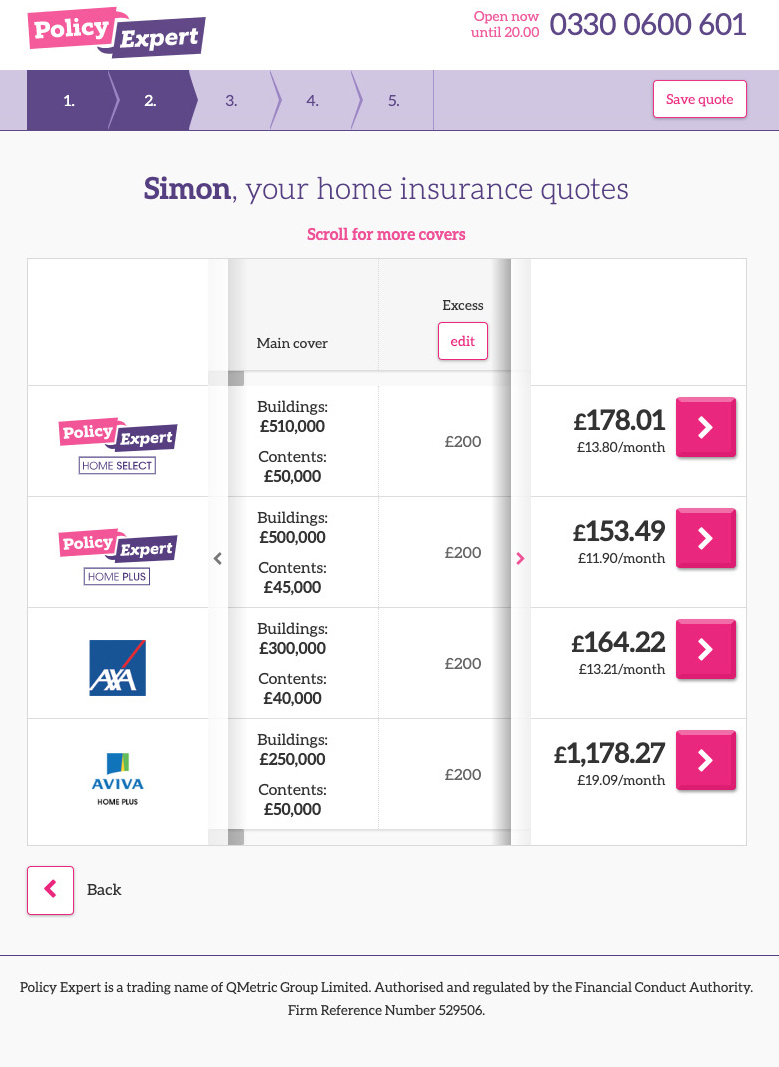 Policy
Expert
Open now
until 20.00
0330 0600 601
1.
2.
3.
4.
5.
Save quote
Simon, your home insurance quotes
Scroll for more covers
Main cover
Excess
edit
Policy
Expert
HOME SELECT
Buildings:
£510,000
Contents:
£50,000
£200
£178.01
£13.80/month
Policy
Expert
HOME PLUS
Buildings:
£500,000
Contents:
£45,000
£200
£153.49
£11.90/month
AXA
Buildings:
£300,000
Contents:
£40,000
£200
£164.22
£13.21/month
AVIVA
HOME PLUS
Buildings:
£250,000
Contents:
£50,000
£200
£1,178.27
£19.09/month
Back
Policy Expert is a trading name of QMetric Group Limited. Authorised and regulated by the Financial Conduct Authority.
Firm Reference Number 529506.